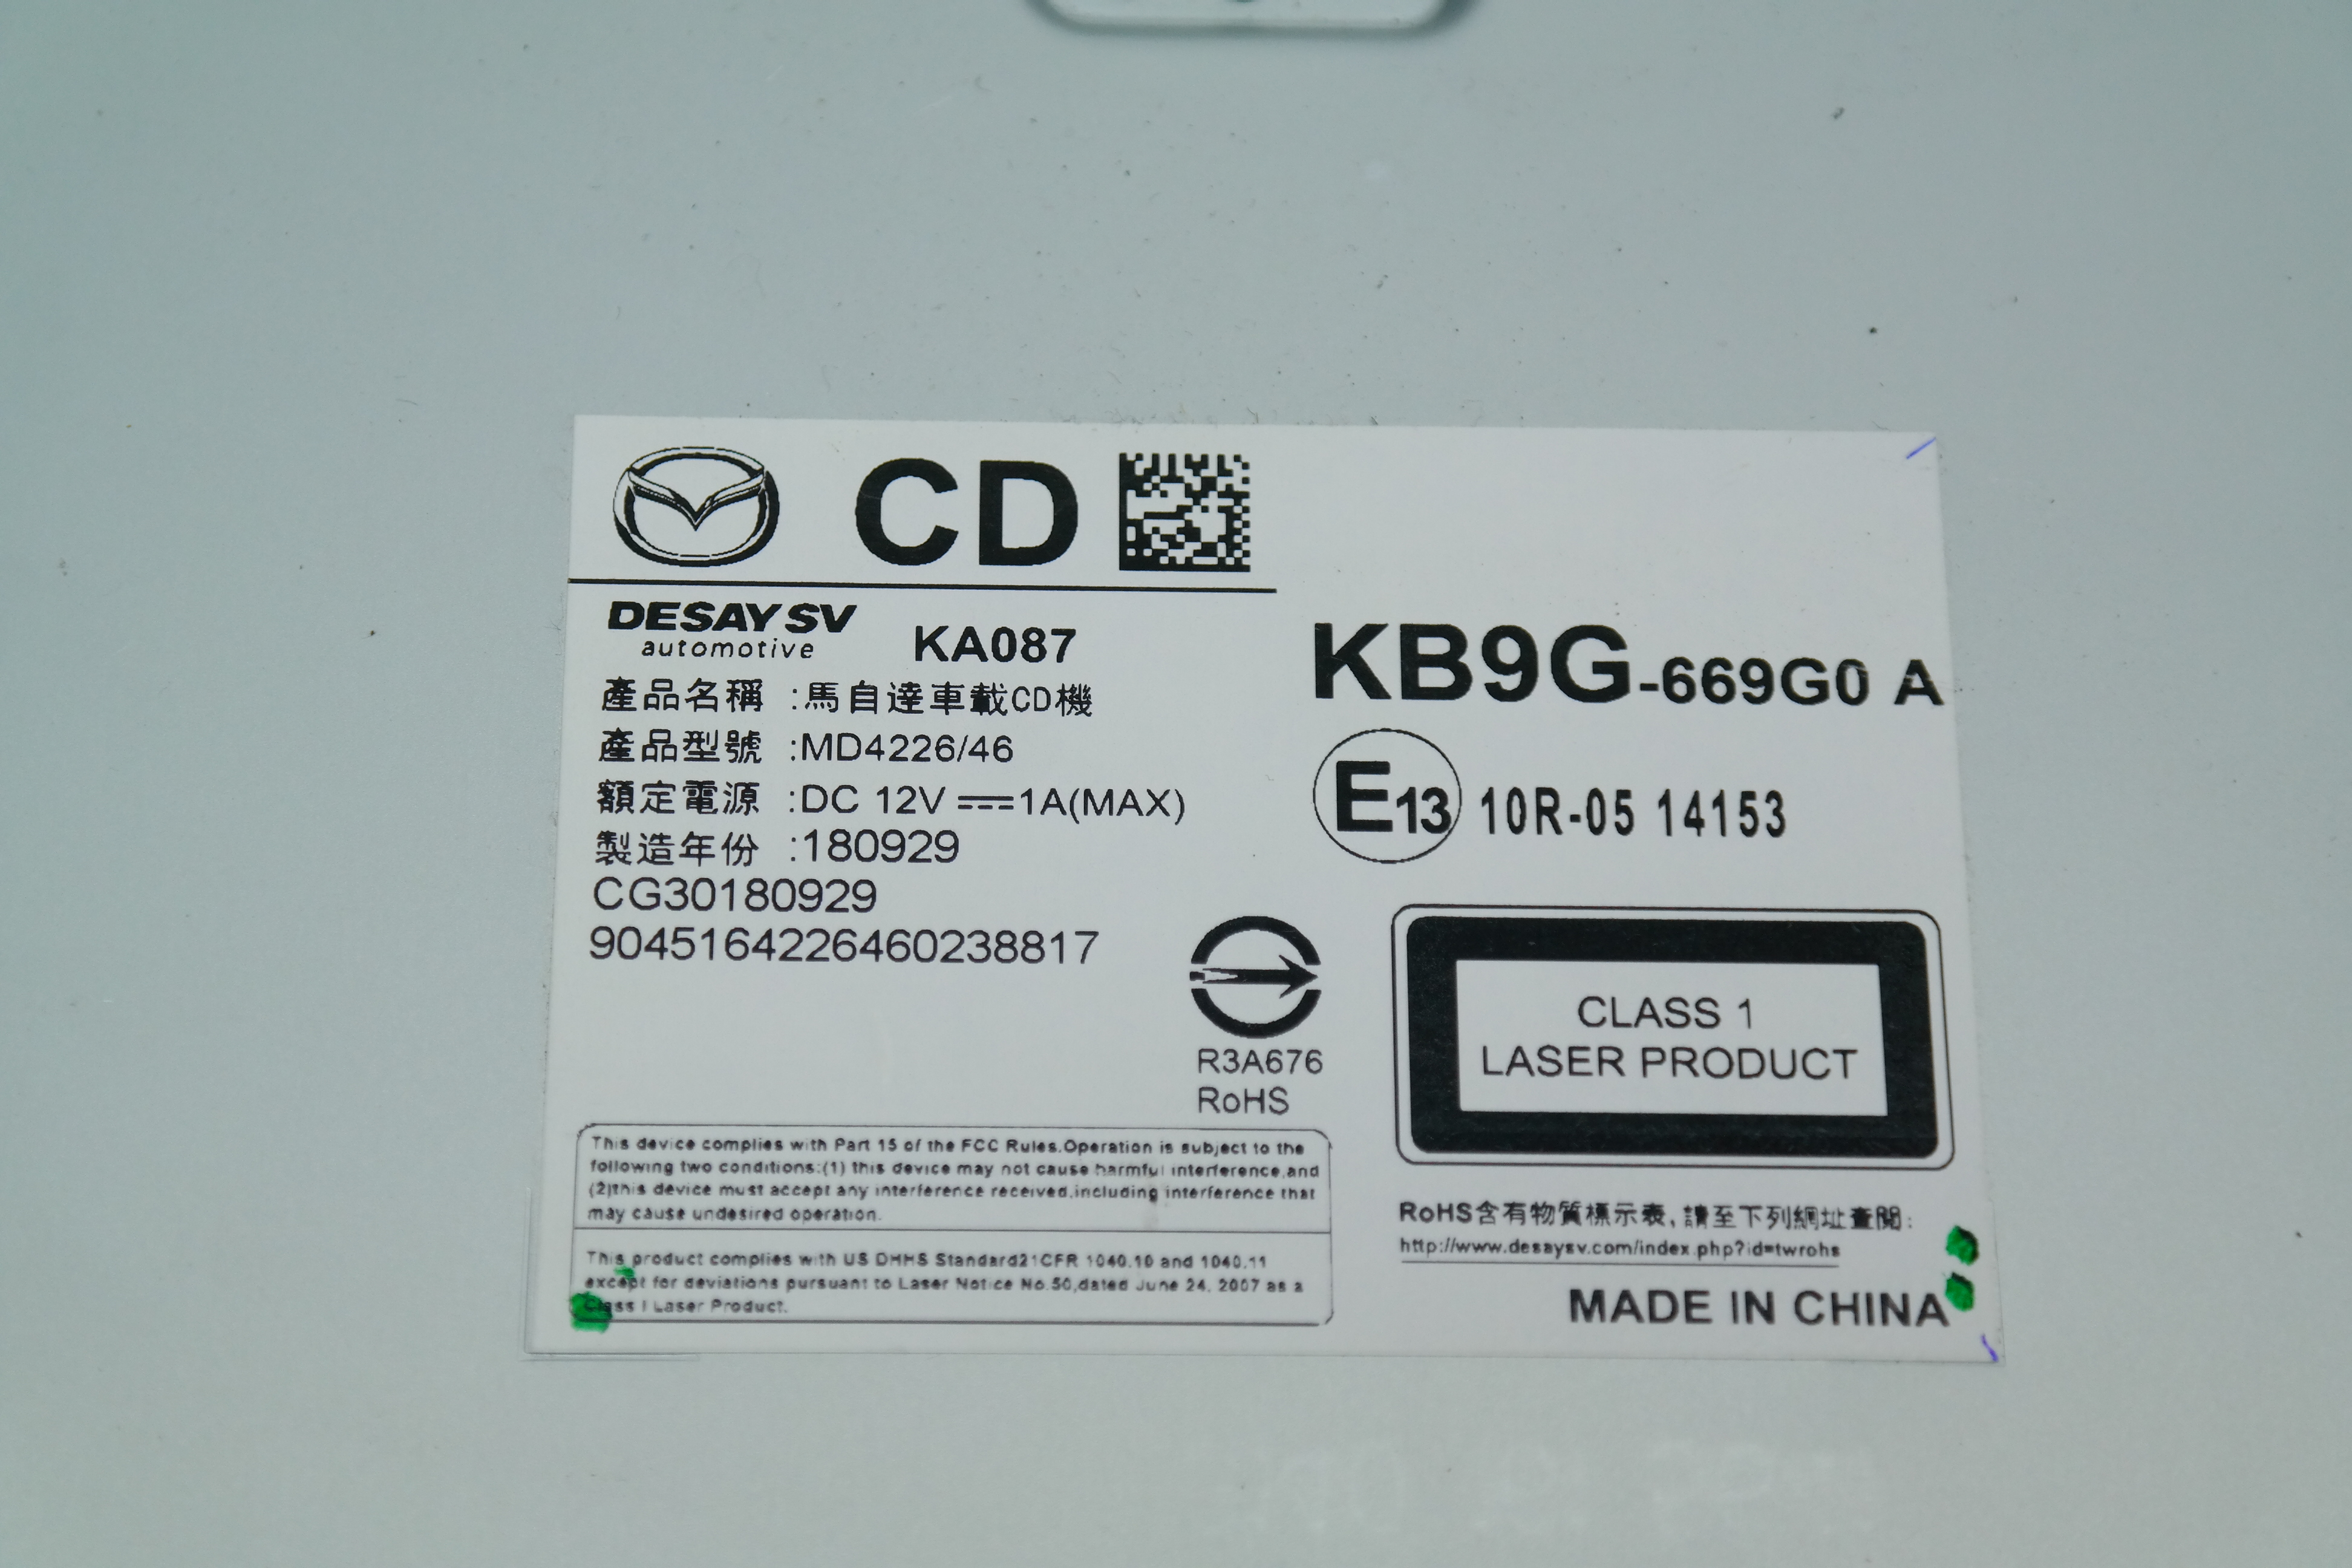 CD
DESAY SV
automotive
KA087
產品名稱 :馬自達車載CD機
產品型號 :MD4226/46
額定電源 :DC 12V 1A(MAX)
製造年份 :180929
CG30180929
9045164226460238817
R3A676
RoHS
This device complies with Part 15 of the FCC Rules.Operation is subject to the
following two conditions:(1) this device may not cause harmful interference,and
(2)this device must accept any interference received,including interference that
may cause undesired operation.
This product complies with US DHHS Standard21CFR 1040.10 and 1040.11
except for deviations pursuant to Laser Notice No.50,dated June 24, 2007 as a
Class I Laser Product.
KB9G-669G0 A
E13 10R-05 14153
CLASS 1
LASER PRODUCT
RoHS含有物質標示表,請至下列網址查閱:
http://www.desaysv.com/index.php?id=twrohs
MADE IN CHINA